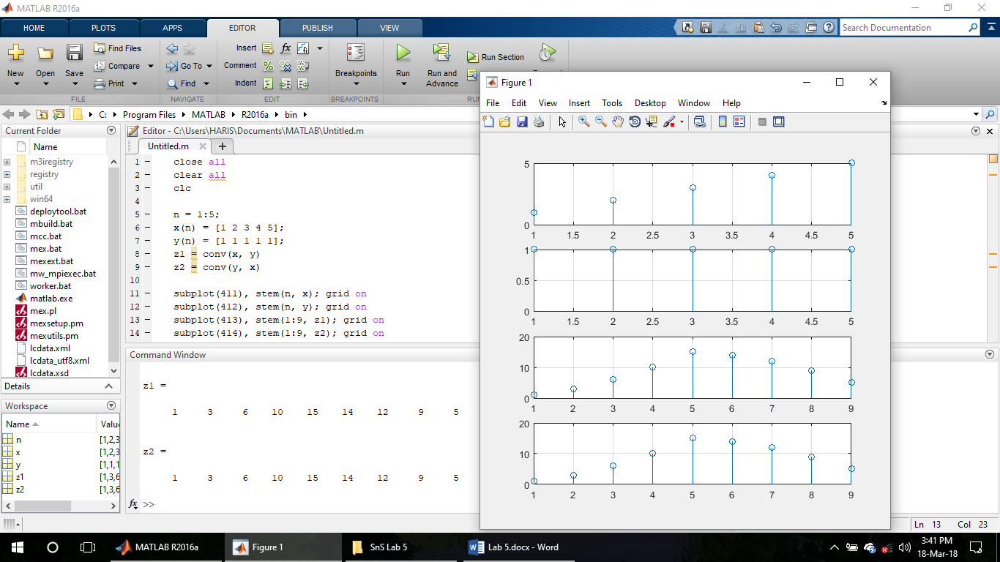 MATLAB R2016a
HOME PLOTS APPS EDITOR PUBLISH VIEW
Search Documentation
New Open Save
Find Files
Compare
Print
FILE
Go To
Find
NAVIGATE
Insert fx
Comment
Indent
EDIT
Breakpoints
BREAKPOINTS
Run
Run and
Advance
Run Section
RUN
C: Program Files MATLAB R2016a bin
Current Folder
Name
m3iregistry
registry
util
win64
deploytool.bat
mbuild.bat
mcc.bat
mex.bat
mexext.bat
mw_mpiexec.bat
worker.bat
matlab.exe
mex.pl
mexsetup.pm
mexutils.pm
lcdata.xml
lcdata_utf8.xml
lcdata.xsd
Details
Workspace
Name Value
n [1,2,3
x [1,2,3
y [1,1,1
z1 [1,3,6
z2 [1,3,6
Editor - C:\Users\HARIS\Documents\MATLAB\Untitled.m
Untitled.m
1 close all
2 clear all
3 clc
4
5 n = 1:5;
6 x(n) = [1 2 3 4 5];
7 y(n) = [1 1 1 1 1];
8 z1 = conv(x, y)
9 z2 = conv(y, x)
10
11 subplot(411), stem(n, x); grid on
12 subplot(412), stem(n, y); grid on
13 subplot(413), stem(1:9, z1); grid on
14 subplot(414), stem(1:9, z2); grid on
Command Window
z1 =
1 3 6 10 15 14 12 9 5
z2 =
1 3 6 10 15 14 12 9 5
fx >>
Figure 1
File Edit View Insert Tools Desktop Window Help
5
0
1 1.5 2 2.5 3 3.5 4 4.5 5
1
0.5
0
1 1.5 2 2.5 3 3.5 4 4.5 5
20
10
0
1 2 3 4 5 6 7 8 9
20
10
0
1 2 3 4 5 6 7 8 9
Ln 13 Col 23
MATLAB R2016a
Figure 1
SnS Lab 5
Lab 5.docx - Word
3:41 PM
18-Mar-18